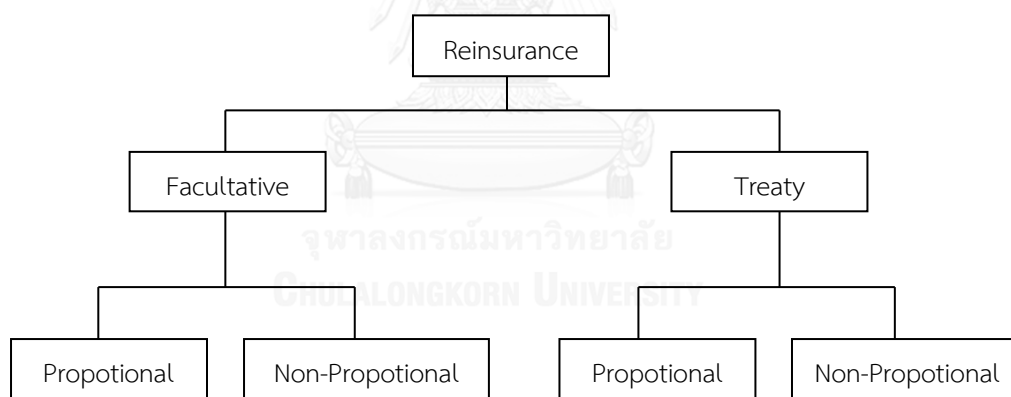 Reinsurance
Facultative Treaty
จุฬาลงกรณ์มหาวิทยาลัย
CHULALONGKORN UNIVERSITY
Propotional Non-Propotional Propotional Non-Propotional